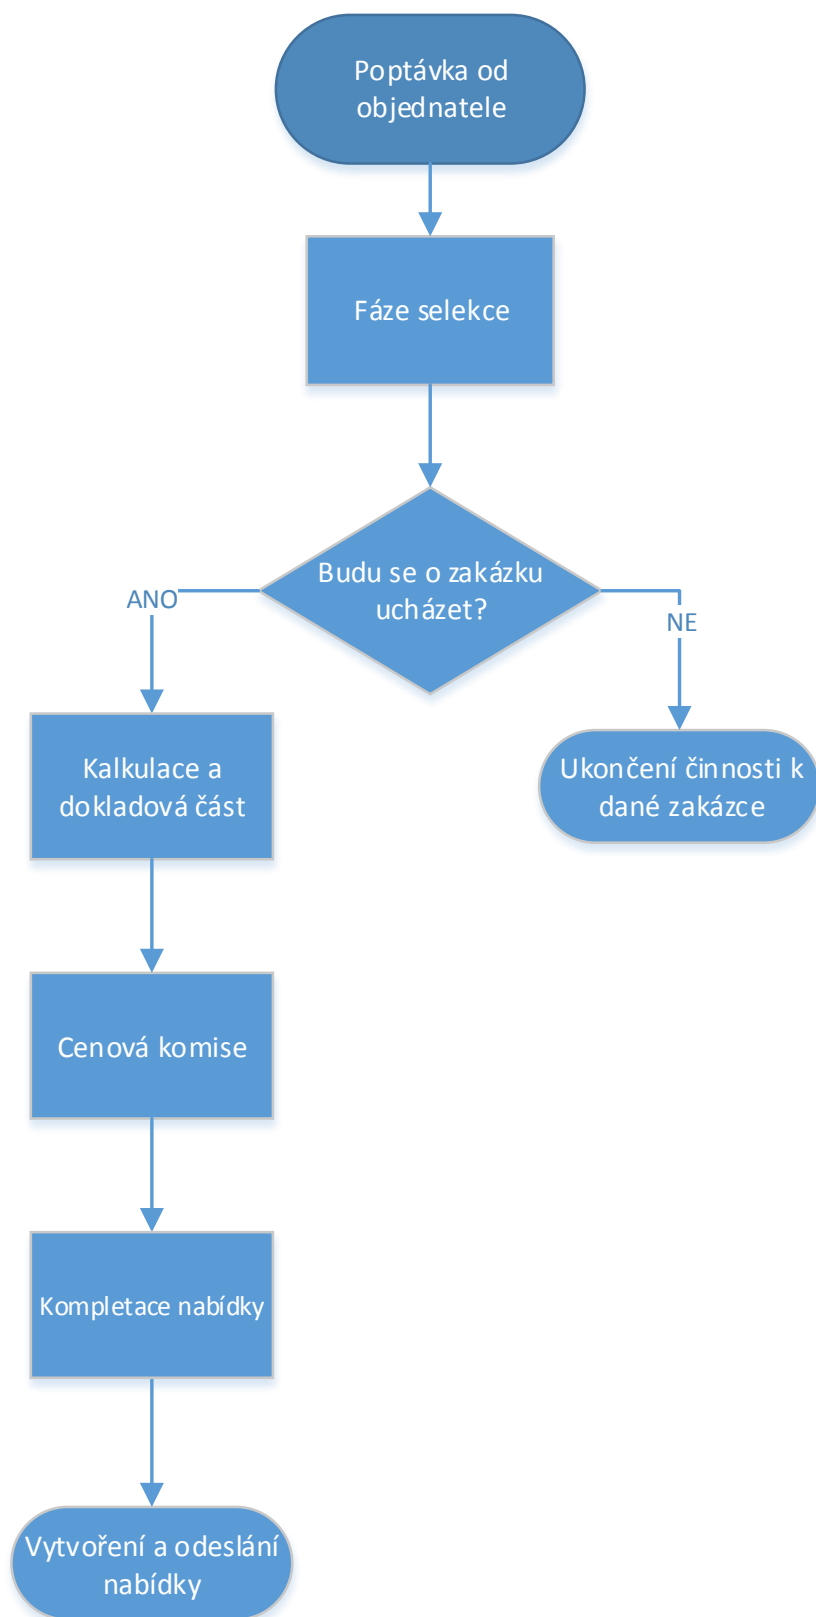 Poptávka od
objednatele
Fáze selekce
Budu se o zakázku
ucházet?
ANO
NE
Kalkulace a
dokladová část
Ukončení činnosti k
dané zakázce
Cenová komise
Kompletace nabídky
Vytvoření a odeslání
nabídky